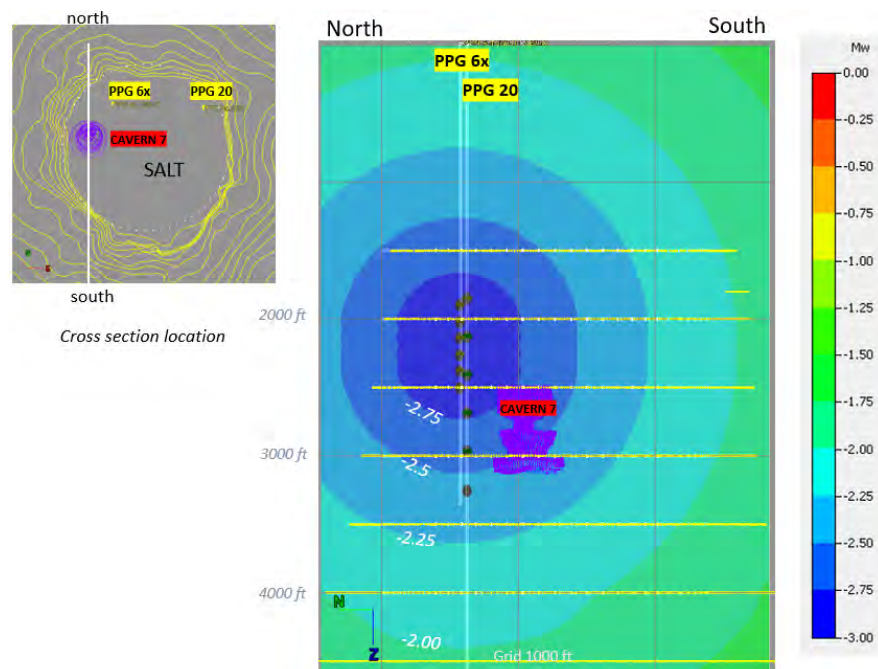 north
PPG 6x
PPG 20
CAVERN 7
SALT
south
Cross section location
North
South
PPG 6x
PPG 20
2000 ft
CAVERN 7
-2.75
3000 ft
-2.5
-2.25
4000 ft
N
Z
-2.00
Grid 1000 ft
Mw
0.00
-0.25
-0.50
-0.75
-1.00
-1.25
-1.50
-1.75
-2.00
-2.25
-2.50
-2.75
-3.00